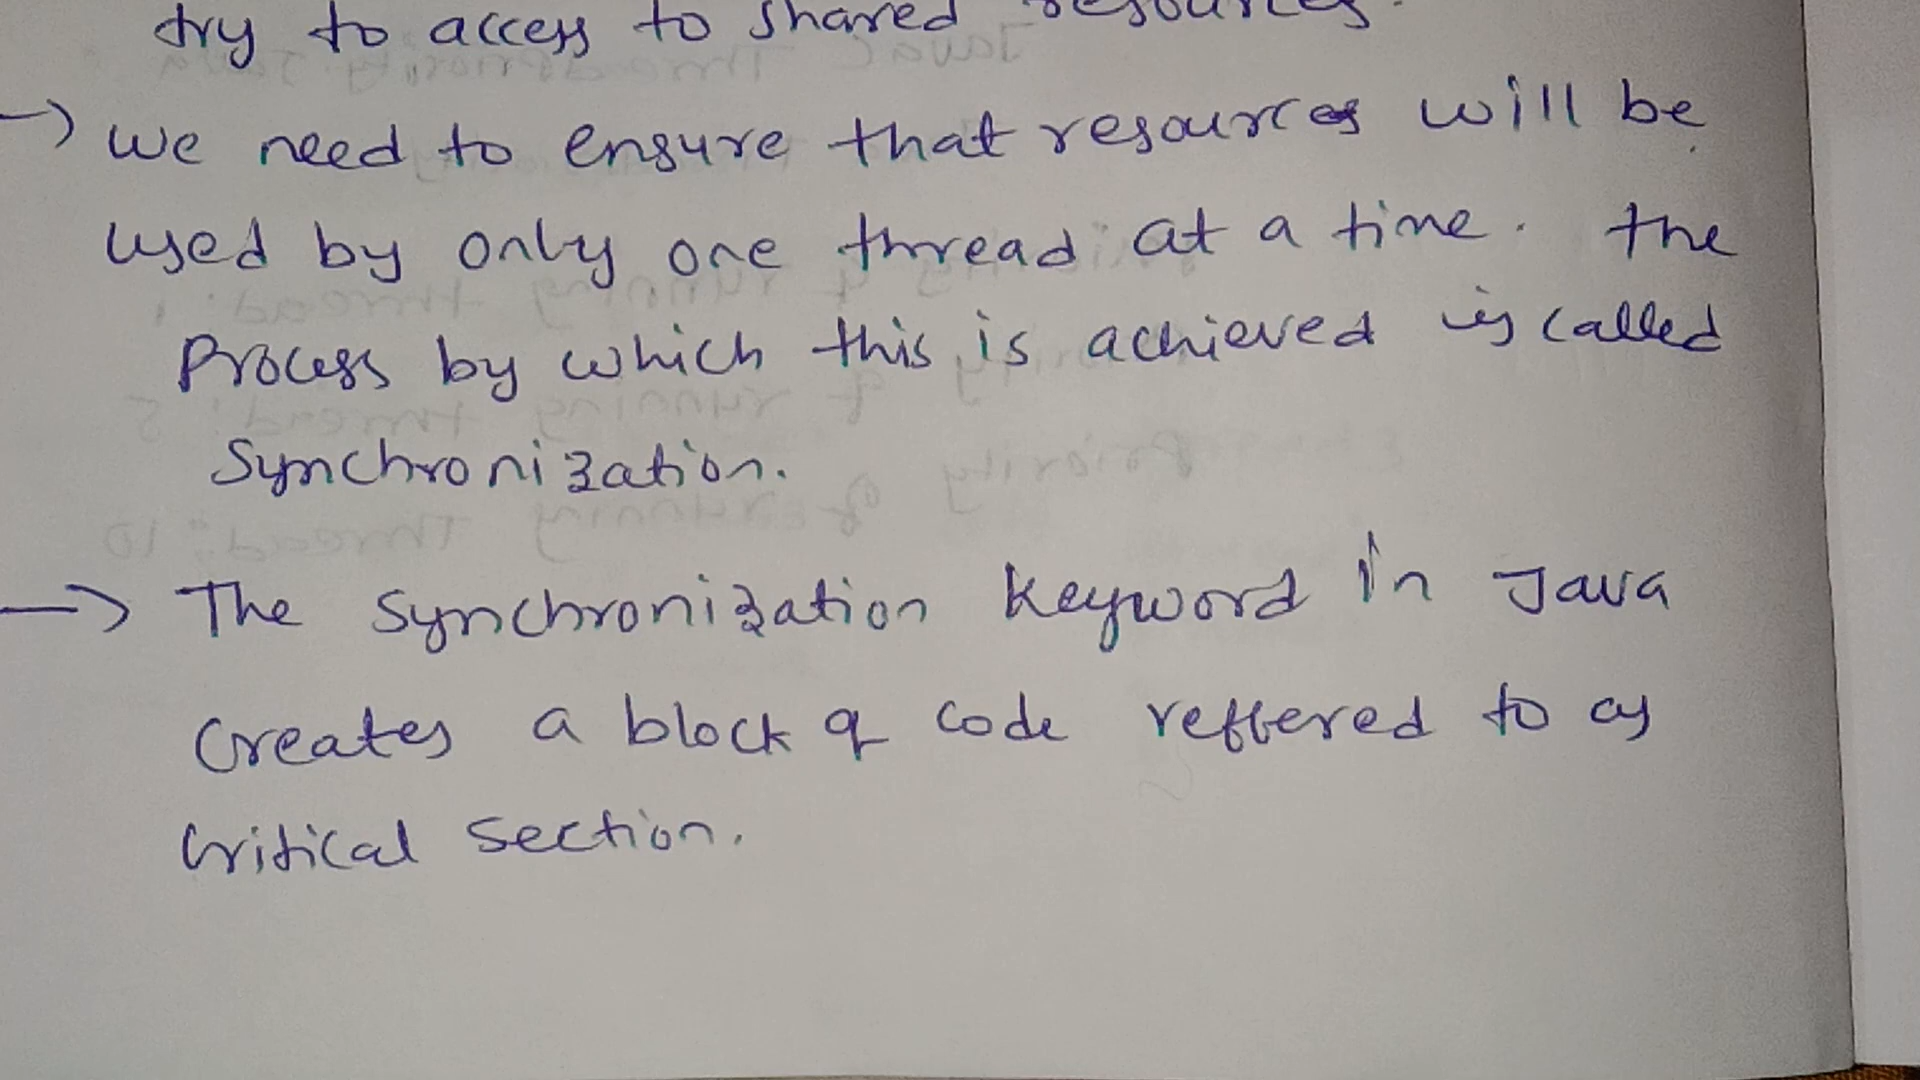 try to access to shared resources.
→ we need to ensure that resources will be
used by only one thread at a time. the
Process by which this is achieved is called
Synchronization.
→ The synchronization keyword in Java
Creates a block of code reffered to as
Critical section.